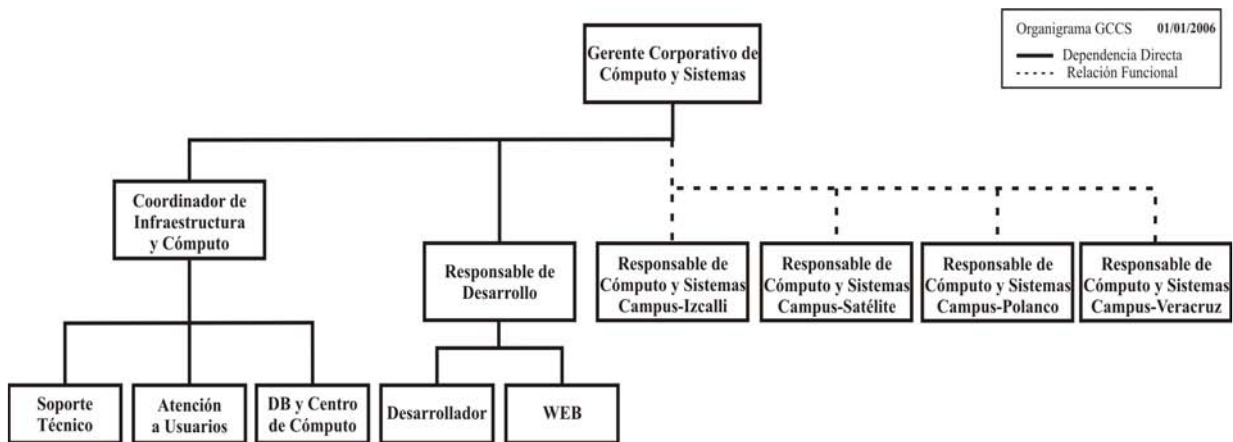 Organigrama GCCS 01/01/2006
Dependencia Directa
Relación Funcional
Gerente Corporativo de
Cómputo y Sistemas
Coordinador de
Infraestructura
y Cómputo
Responsable de
Desarrollo
Responsable de
Cómputo y Sistemas
Campus-Izcalli
Responsable de
Cómputo y Sistemas
Campus-Satélite
Responsable de
Cómputo y Sistemas
Campus-Polanco
Responsable de
Cómputo y Sistemas
Campus-Veracruz
Soporte
Técnico
Atención
a Usuarios
DB y Centro
de Cómputo
Desarrollador
WEB